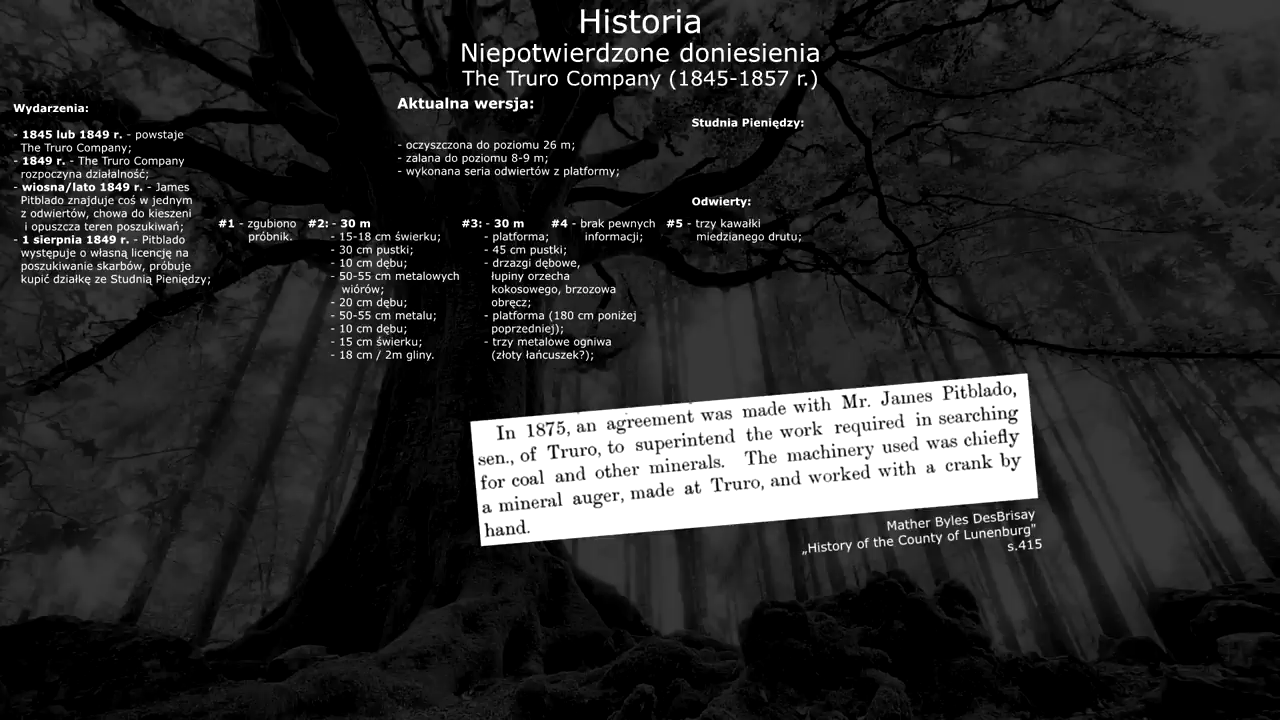 Historia
Niepotwierdzone doniesienia
The Truro Company (1845-1857 r.)
Wydarzenia:
- 1845 lub 1849 r. - powstaje
The Truro Company;
- 1849 r. - The Truro Company
rozpoczyna działalność;
- wiosna/lato 1849 r. - James
Pitblado znajduje coś w jednym
z odwiertów, chowa do kieszeni
i opuszcza teren poszukiwań;
- 1 sierpnia 1849 r. - Pitblado
występuje o własną licencję na
poszukiwanie skarbów, próbuje
kupić działkę ze Studnią Pieniędzy;
Aktualna wersja:
Studnia Pieniędzy:
- oczyszczona do poziomu 26 m;
- zalana do poziomu 8-9 m;
- wykonana seria odwiertów z platformy;
Odwierty:
#1 - zgubiono
próbnik.
#2: - 30 m
- 15-18 cm świerku;
- 30 cm pustki;
- 10 cm dębu;
- 50-55 cm metalowych
wiórów;
- 20 cm dębu;
- 50-55 cm metalu;
- 10 cm dębu;
- 15 cm świerku;
- 18 cm / 2m gliny.
#3: - 30 m
- platforma;
- 45 cm pustki;
- drzazgi dębowe,
łupiny orzecha
kokosowego, brzozowa
obręcz;
- platforma (180 cm poniżej
poprzedniej);
- trzy metalowe ogniwa
(złoty łańcuszek?);
#4 - brak pewnych
informacji;
#5 - trzy kawałki
miedzianego drutu;
In 1875, an agreement was made with Mr. James Pitblado,
sen., of Truro, to superintend the work required in searching
for coal and other minerals. The machinery used was chiefly
a mineral auger, made at Truro, and worked with a crank by
hand.
Mather Byles DesBrisay
„History of the County of Lunenburg"
s.415